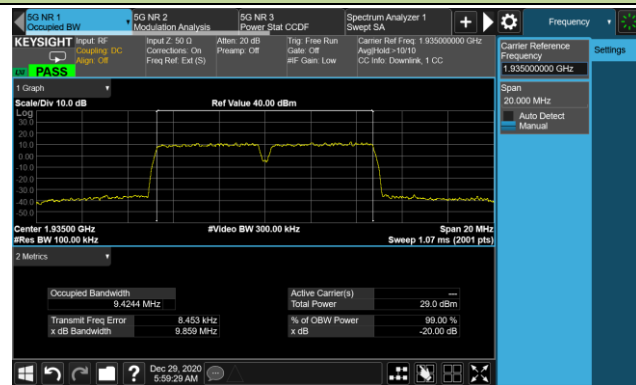 5G NR 1
Occupied BW
5G NR 2
Modulation Analysis
5G NR 3
Power Stat CCDF
Spectrum Analyzer 1
Swept SA
+
Frequency
KEYSIGHT
Input: RF
Coupling: DC
Align: Off
Input Z: 50 Ω
Corrections: On
Freq Ref: Ext (S)
Atten: 20 dB
Preamp: Off
Trig: Free Run
Gate: Off
#IF Gain: Low
Carrier Ref Freq: 1.935000000 GHz
Avg|Hold:>10/10
CC Info: Downlink, 1 CC
PASS
Carrier Reference Frequency
1.935000000 GHz
Settings
Span
20.000 MHz
Auto Detect
Manual
1 Graph
Scale/Div 10.0 dB
Ref Value 40.00 dBm
Log
30.0
20.0
10.0
0.00
-10.0
-20.0
-30.0
-40.0
-50.0
Center 1.93500 GHz
#Res BW 100.00 kHz
#Video BW 300.00 kHz
Span 20 MHz
Sweep 1.07 ms (2001 pts)
2 Metrics
Occupied Bandwidth
9.4244 MHz
Active Carrier(s)
---
Total Power
29.0 dBm
Transmit Freq Error
8.453 kHz
% of OBW Power
99.00 %
x dB Bandwidth
9.859 MHz
x dB
-20.00 dB
?
Dec 29, 2020
5:59:29 AM